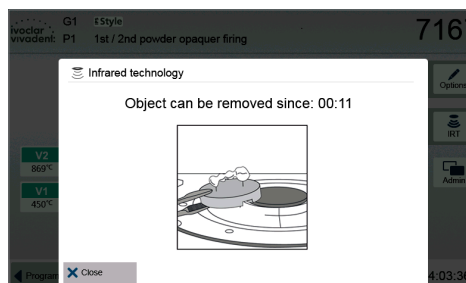 ivoclar
vivadent:
G1 IPS Style
P1 1st / 2nd powder opaquer firing
716
Infrared technology
Object can be removed since: 00:11
Options
IRT
Admin
V2
869°C
V1
450°C
Close
Program
4:03:36